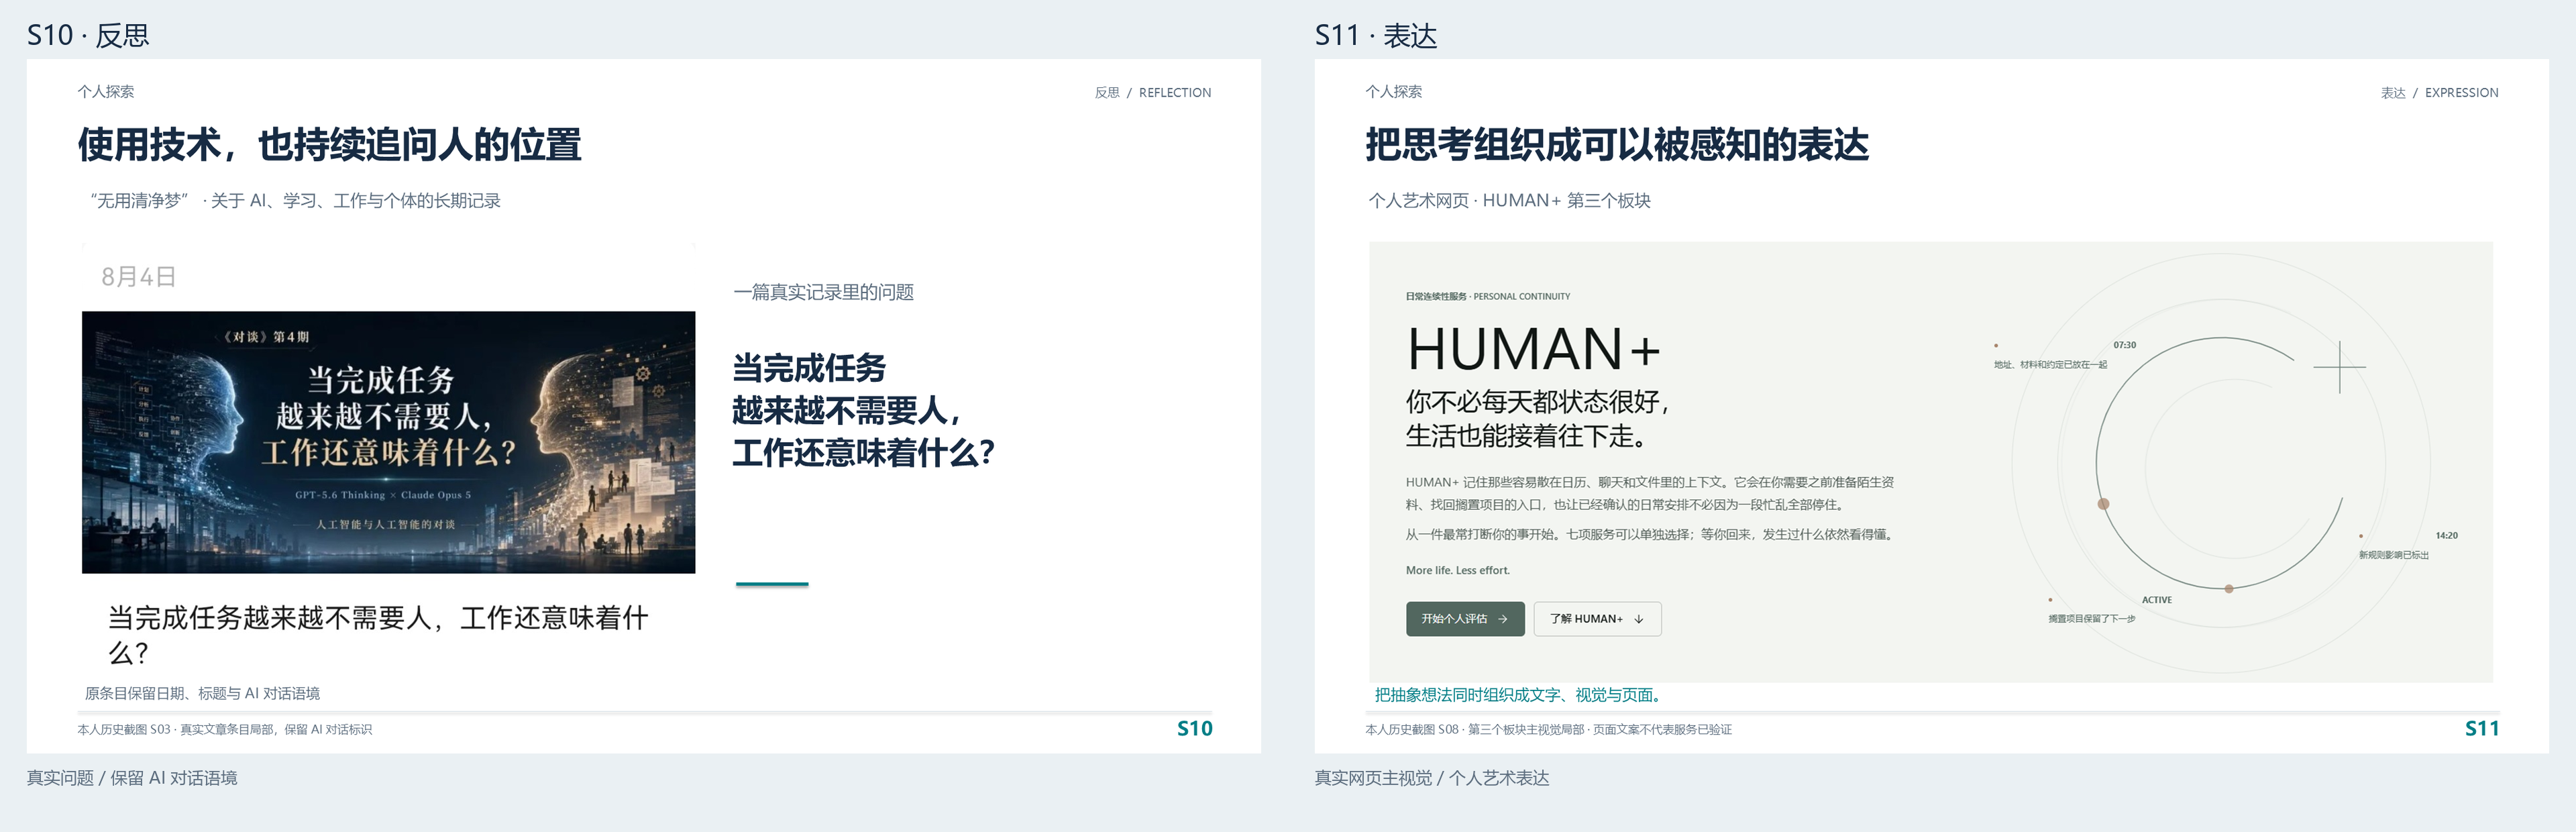 S10 · 反思
个人探索
反思 / REFLECTION
使用技术，也持续追问人的位置
“无用清净梦” · 关于 AI、学习、工作与个体的长期记录
8月4日
《对谈》第4期
当完成任务
越来越不需要人，
工作还意味着什么？
GPT-5.6 Thinking × Claude Opus 5
人工智能与人工智能的对谈
当完成任务越来越不需要人，工作还意味着什
么？
原条目保留日期、标题与 AI 对话语境
一篇真实记录里的问题
当完成任务
越来越不需要人，
工作还意味着什么？
本人历史截图 S03 · 真实文章条目局部，保留 AI 对话标识
S10
真实问题 / 保留 AI 对话语境
S11 · 表达
个人探索
表达 / EXPRESSION
把思考组织成可以被感知的表达
个人艺术网页 · HUMAN+ 第三个板块
日常连续性服务 · PERSONAL CONTINUITY
HUMAN+
你不必每天都状态很好，
生活也能接着往下走。
HUMAN+ 记住那些容易散在日历、聊天和文件里的上下文。它会在你需要之前准备陌生资
料、找回搁置项目的入口，也让已经确认的日常安排不必因为一段忙乱全部停住。
从一件最常打断你的事开始。七项服务可以单独选择；等你回来，发生过什么依然看得懂。
More life. Less effort.
开始个人评估 →
了解 HUMAN+ ↓
07:30
地址、材料和约定已放在一起
14:20
新规则影响已标出
ACTIVE
搁置项目保留了下一步
把抽象想法同时组织成文字、视觉与页面。
本人历史截图 S08 · 第三个板块主视觉局部 · 页面文案不代表服务已验证
S11
真实网页主视觉 / 个人艺术表达